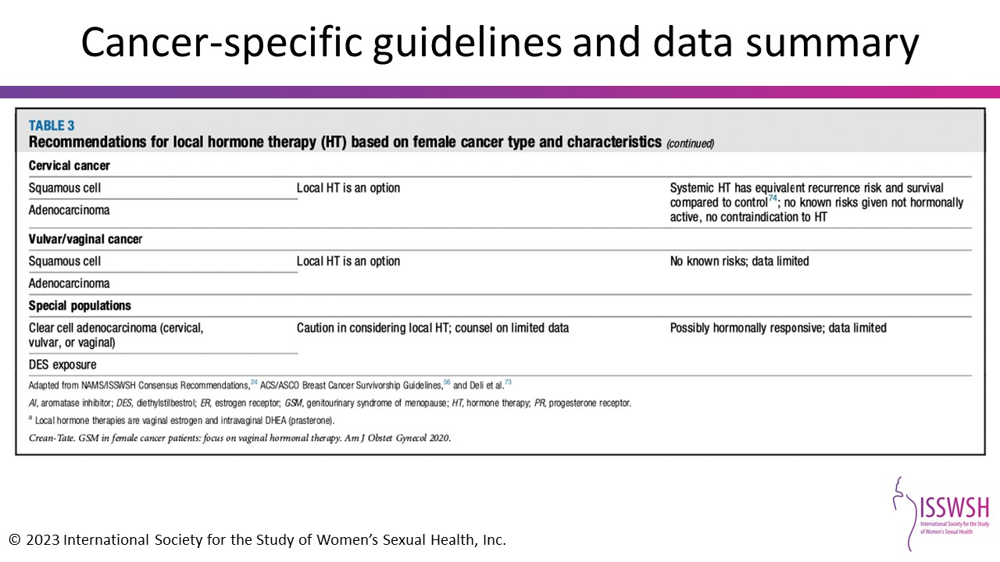 Cancer-specific guidelines and data summary
TABLE 3
Recommendations for local hormone therapy (HT) based on female cancer type and characteristics (continued)
Cervical cancer
Squamous cell
Adenocarcinoma
Local HT is an option
Systemic HT has equivalent recurrence risk and survival
compared to control74; no known risks given not hormonally
active, no contraindication to HT
Vulvar/vaginal cancer
Squamous cell
Adenocarcinoma
Local HT is an option
No known risks; data limited
Special populations
Clear cell adenocarcinoma (cervical,
vulvar, or vaginal)
DES exposure
Caution in considering local HT; counsel on limited data
Possibly hormonally responsive; data limited
Adapted from NAMS/ISSWSH Consensus Recommendations,24 ACS/ASCO Breast Cancer Survivorship Guidelines,56 and Deli et al.73
AI, aromatase inhibitor; DES, diethylstilbestrol; ER, estrogen receptor; GSM, genitourinary syndrome of menopause; HT, hormone therapy; PR, progesterone receptor.
a Local hormone therapies are vaginal estrogen and intravaginal DHEA (prasterone).
Crean-Tate. GSM in female cancer patients: focus on vaginal hormonal therapy. Am J Obstet Gynecol 2020.
ISSWSH
International Society for the Study
of Women's Sexual Health
© 2023 International Society for the Study of Women’s Sexual Health, Inc.